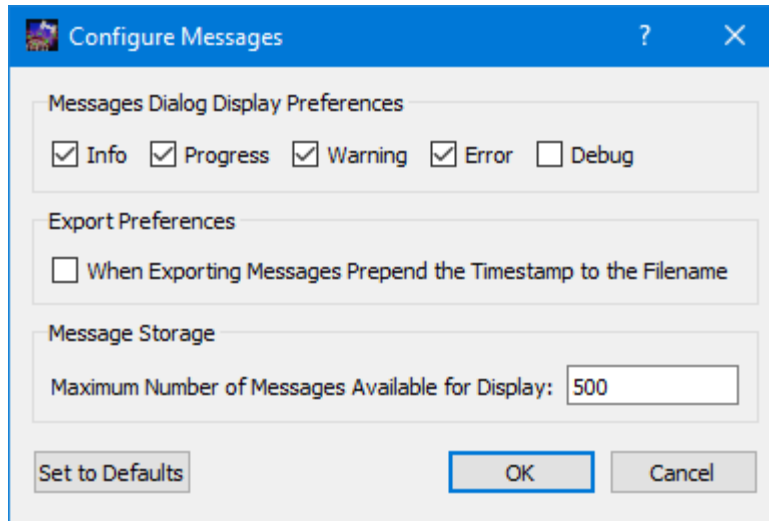 Configure Messages ?
Messages Dialog Display Preferences
Info Progress Warning Error Debug
Export Preferences
When Exporting Messages Prepend the Timestamp to the Filename
Message Storage
Maximum Number of Messages Available for Display: 500
Set to Defaults OK Cancel